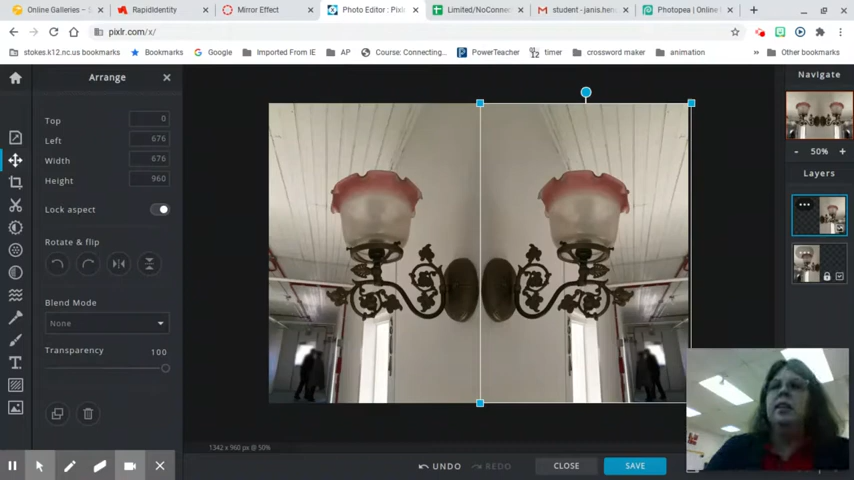 Online Galleries – S
RapidIdentity
Mirror Effect
Photo Editor : Pixlr
Limited/NoConnec
student - janis.henc
Photopea | Online
pixlr.com/x/
stokes.k12.nc.us bookmarks
Bookmarks
Google
Imported From IE
AP
Course: Connecting...
PowerTeacher
timer
crossword maker
animation
»
Other bookmarks
Arrange
Top 0
Left 676
Width 676
Height 960
Lock aspect
Rotate & flip
Blend Mode
None
Transparency 100
1342 x 960 px @ 50%
UNDO
REDO
CLOSE
SAVE
Navigate
- 50% +
Layers